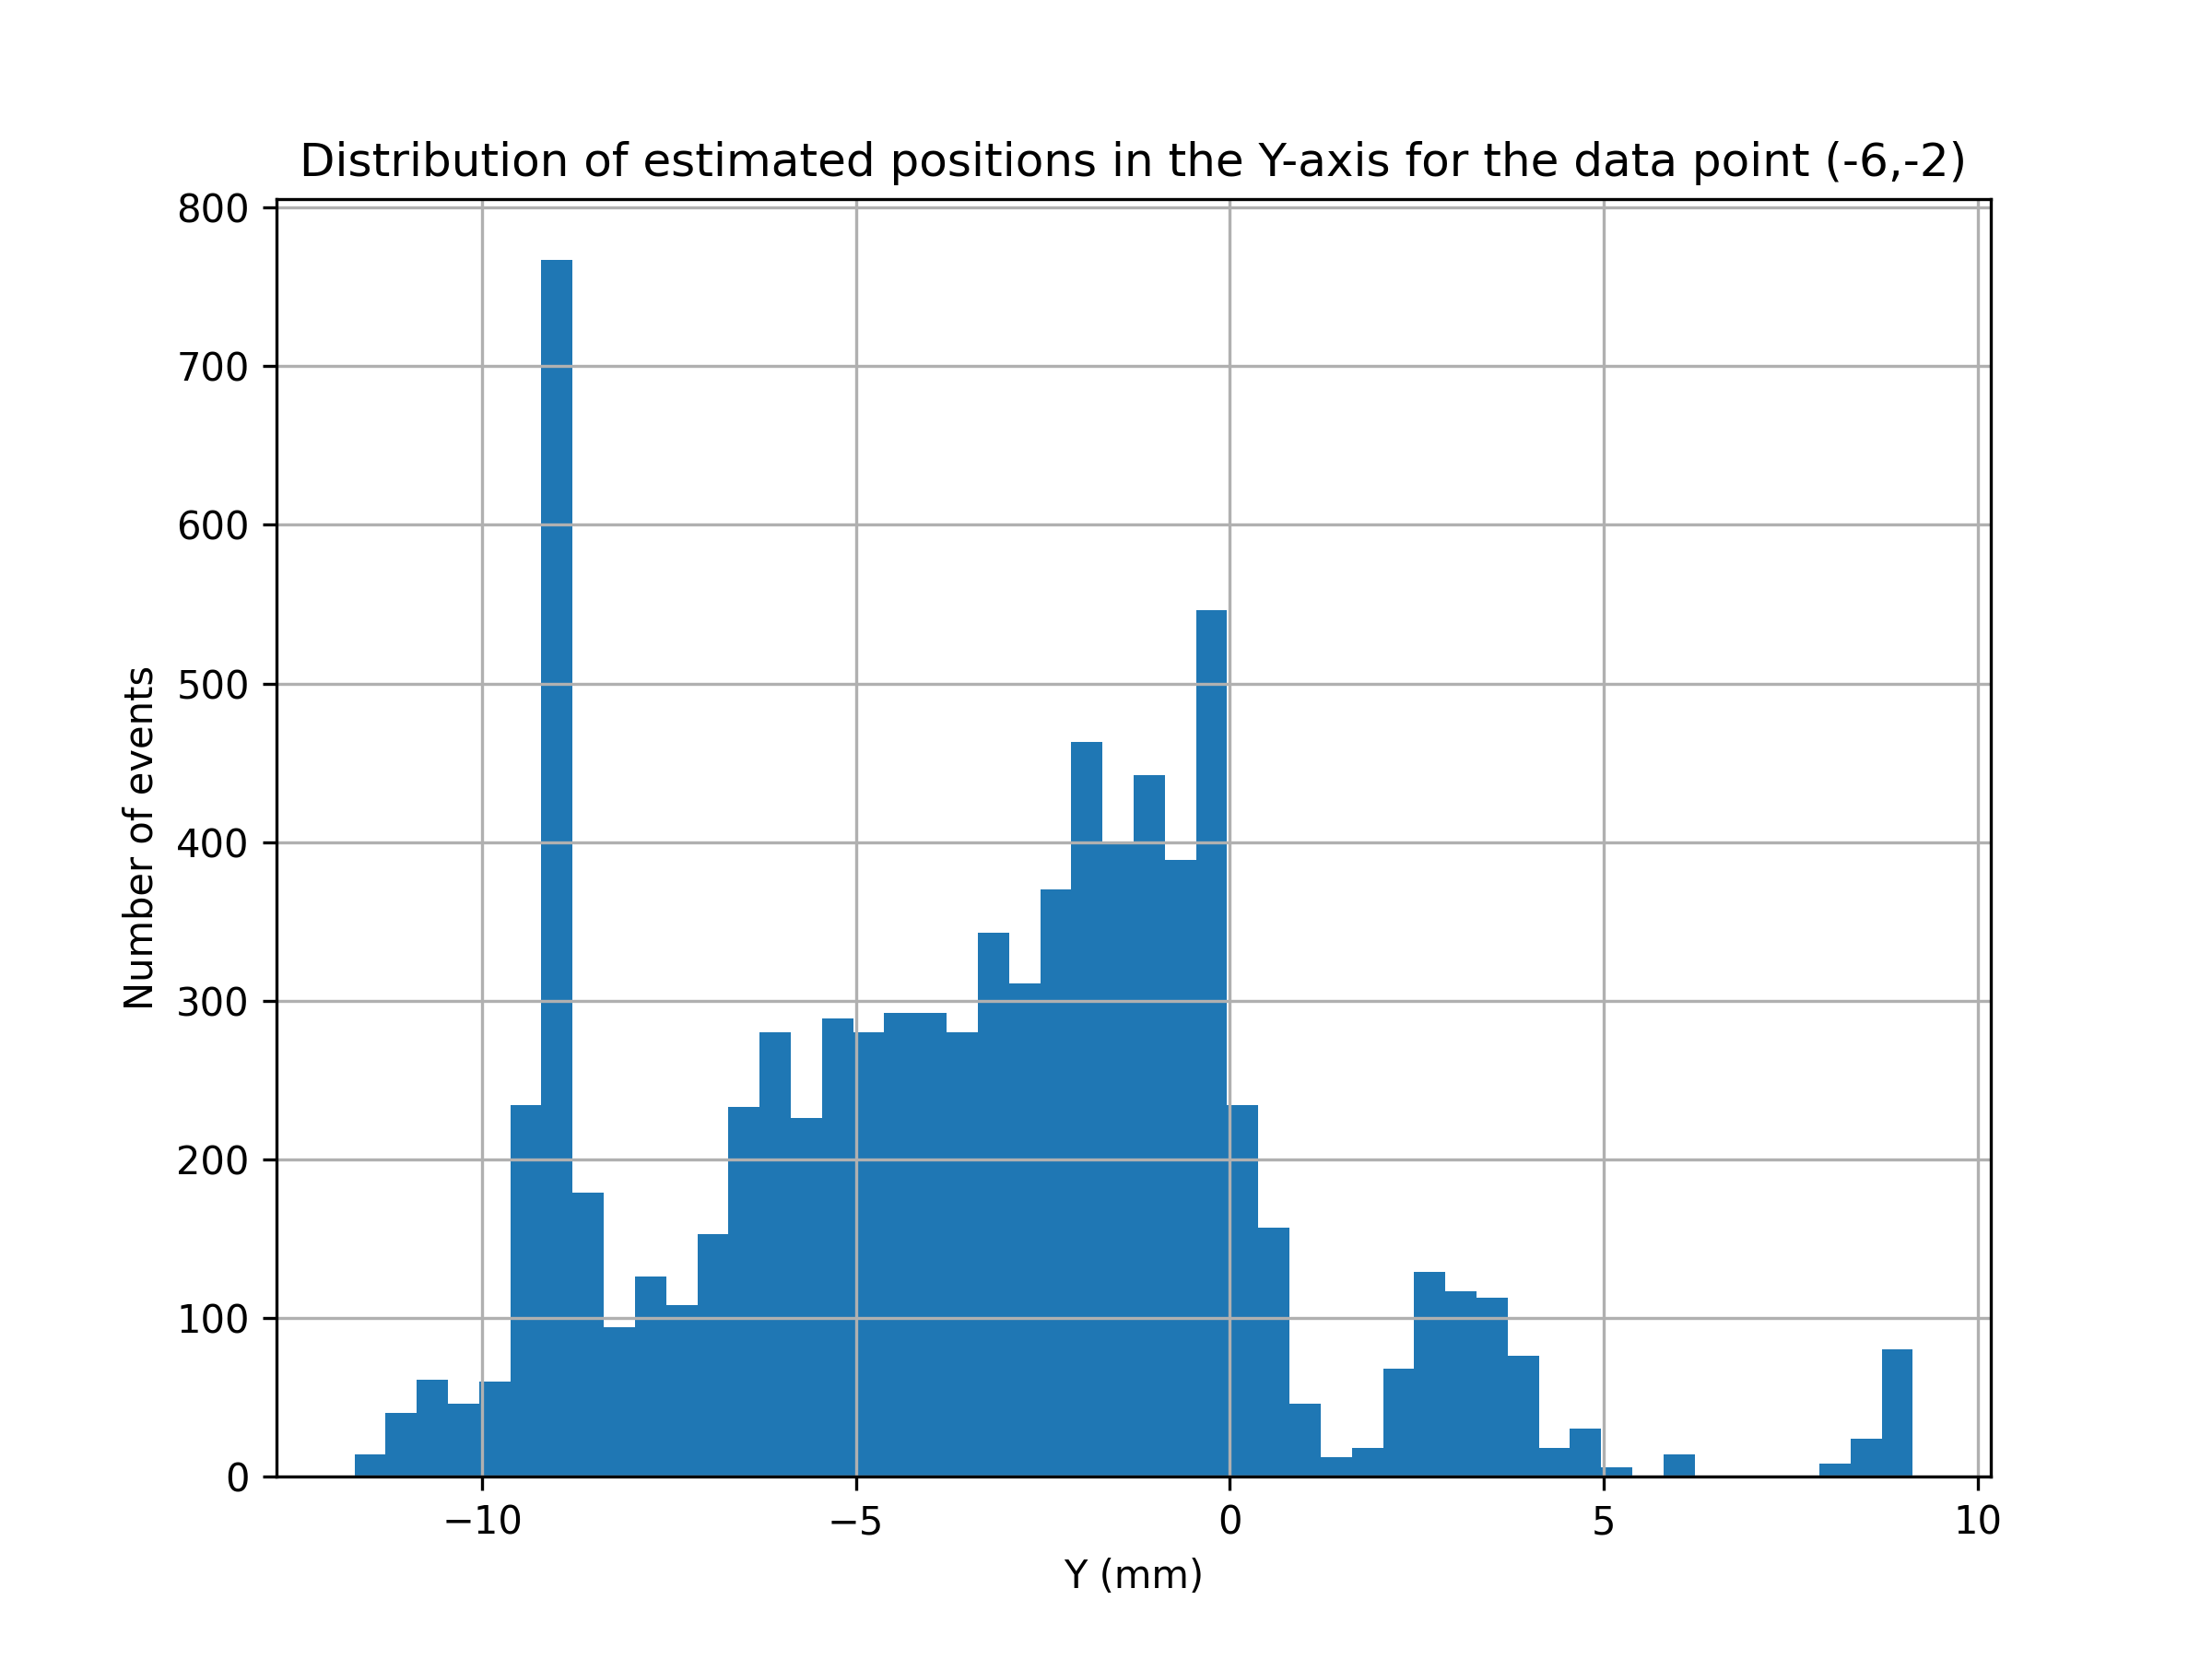 Distribution of estimated positions in the Y-axis for the data point (-6,-2)
800
700
600
500
400
300
200
100
0
Number of events
−10 −5 0 5 10
Y (mm)